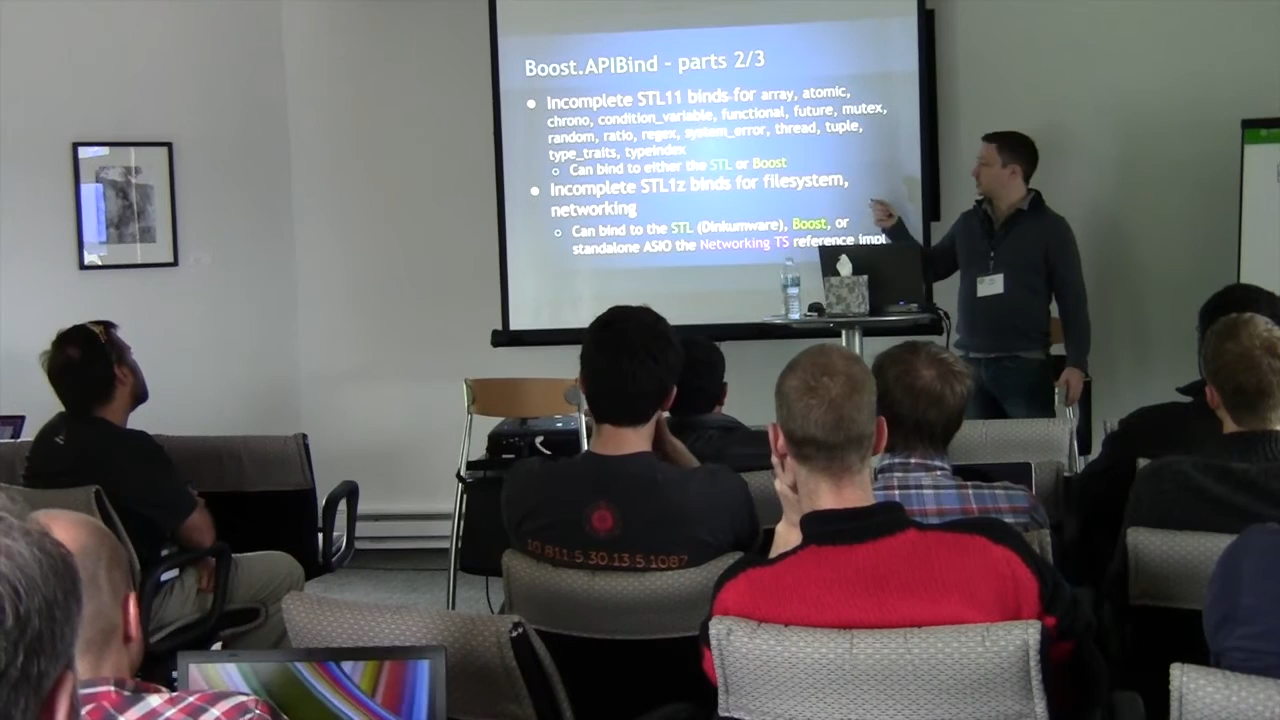 Boost.APIBind - parts 2/3
Incomplete STL11 binds for array, atomic,
chrono, condition_variable, functional, future, mutex,
random, ratio, regex, system_error, thread, tuple,
type_traits, typeindex
Can bind to either the STL or Boost
Incomplete STL1z binds for filesystem,
networking
Can bind to the STL (Dinkumware), Boost, or
standalone ASIO the Networking TS reference impl
10.811.5.30.13.5.1087